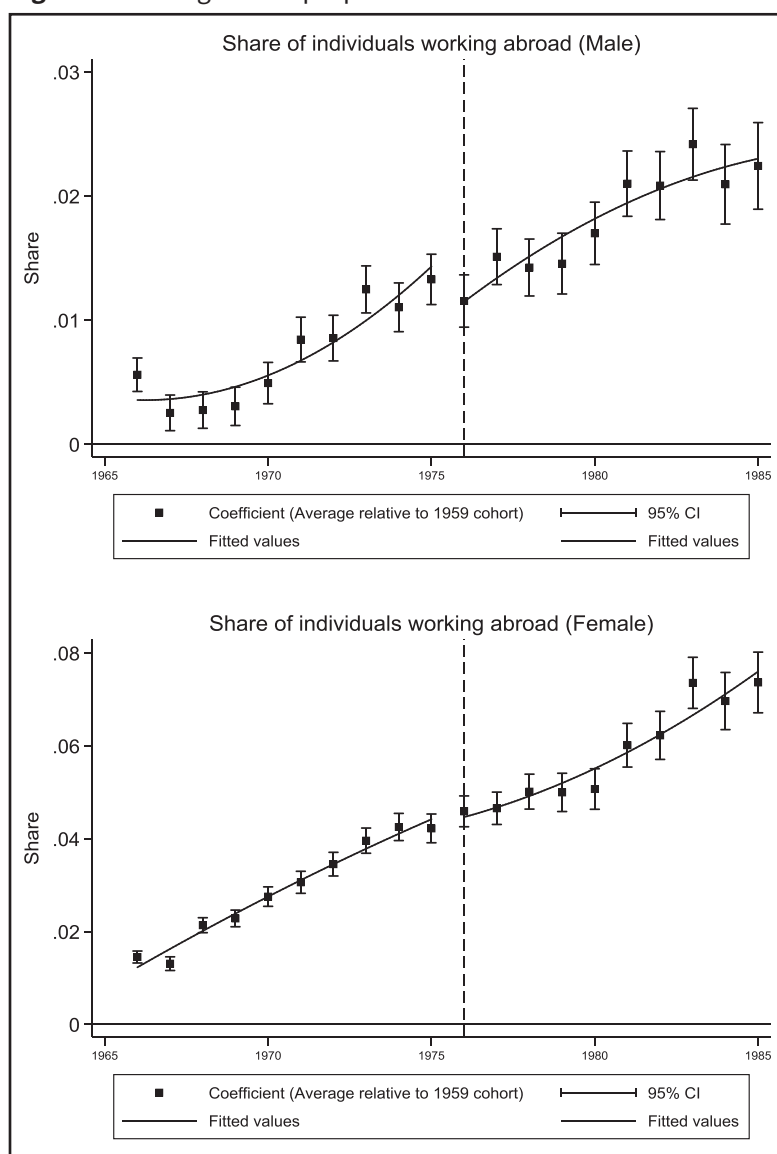 Share of individuals working abroad (Male)
.03
.02
.01
0
Share
1965 1970 1975 1980 1985
Coefficient (Average relative to 1959 cohort) 95% CI
Fitted values Fitted values
Share of individuals working abroad (Female)
.08
.06
.04
.02
0
Share
1965 1970 1975 1980 1985
Coefficient (Average relative to 1959 cohort) 95% CI
Fitted values Fitted values